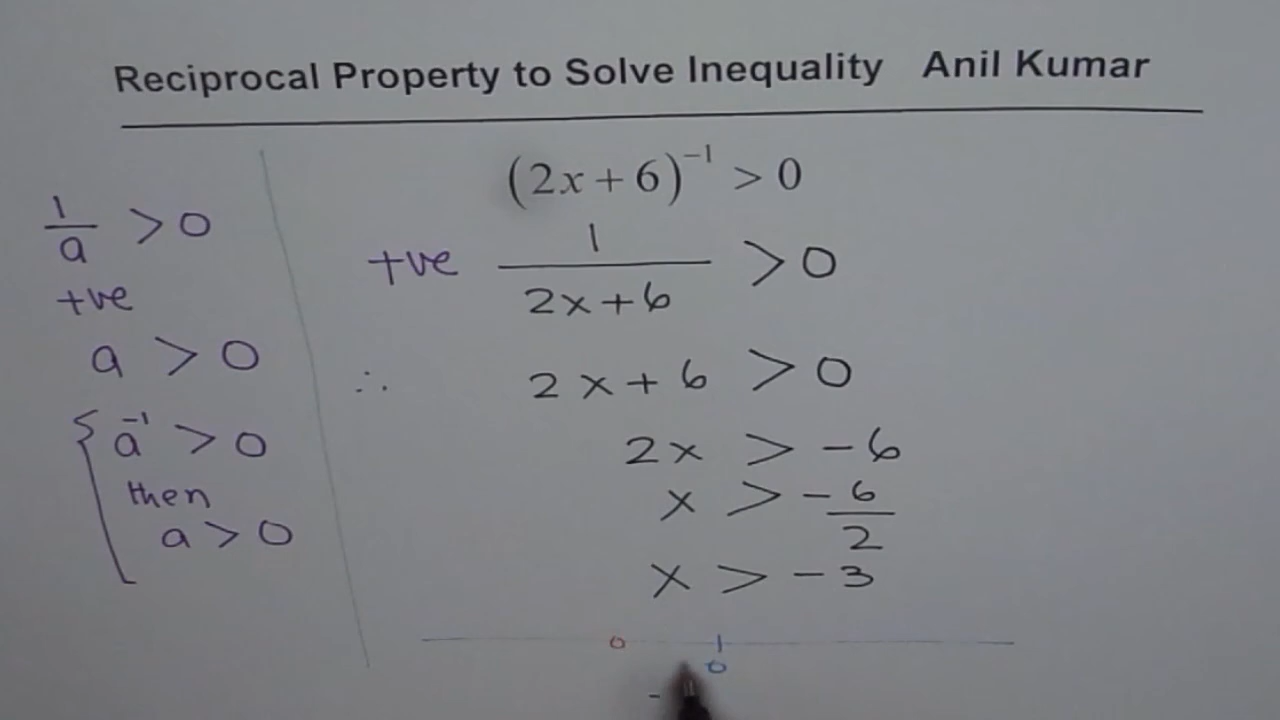 Reciprocal Property to Solve Inequality Anil Kumar
(2x+6)⁻¹ > 0
1/a > 0
+ve
a > 0
{ a⁻¹ > 0
then
a > 0
+ve 1/(2x+6) > 0
∴ 2x+6 > 0
2x > -6
x > -6/2
x > -3
0
-